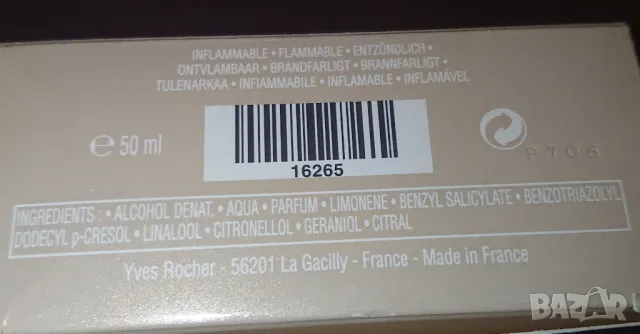 INFLAMMABLE • FLAMMABLE • ENTZÜNDLICH •
ONTVLAMBAAR • BRANDFARLIGT • BRANNFARLIGT •
TULENARKAA • INFIAMMABILE • INFLAMABLE • INFLAMÁVEL
e 50 ml
16265
P705
INGREDIENTS : • ALCOHOL DENAT. • AQUA • PARFUM • LIMONENE • BENZYL SALICYLATE • BENZOTRIAZOLYL
DODECYL p-CRESOL • LINALOOL • CITRONELLOL • GERANIOL • CITRAL
Yves Rocher - 56201 La Gacilly - France - Made in France
BAZAR